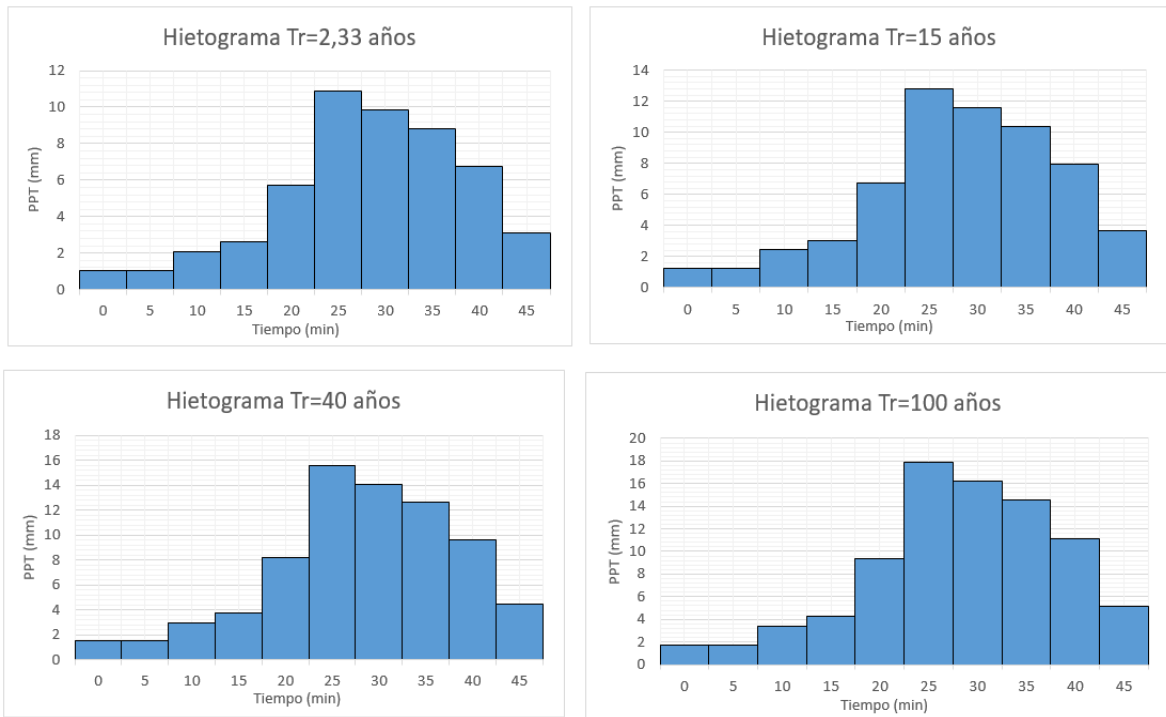 Hietograma Tr=2,33 años
12
10
8
6
4
2
0
PPT (mm)
0 5 10 15 20 25 30 35 40 45
Tiempo (min)
Hietograma Tr=15 años
14
12
10
8
6
4
2
0
PPT (mm)
0 5 10 15 20 25 30 35 40 45
Tiempo (min)
Hietograma Tr=40 años
18
16
14
12
10
8
6
4
2
0
PPT (mm)
0 5 10 15 20 25 30 35 40 45
Tiempo (min)
Hietograma Tr=100 años
20
18
16
14
12
10
8
6
4
2
0
PPT (mm)
0 5 10 15 20 25 30 35 40 45
Tiempo (min)